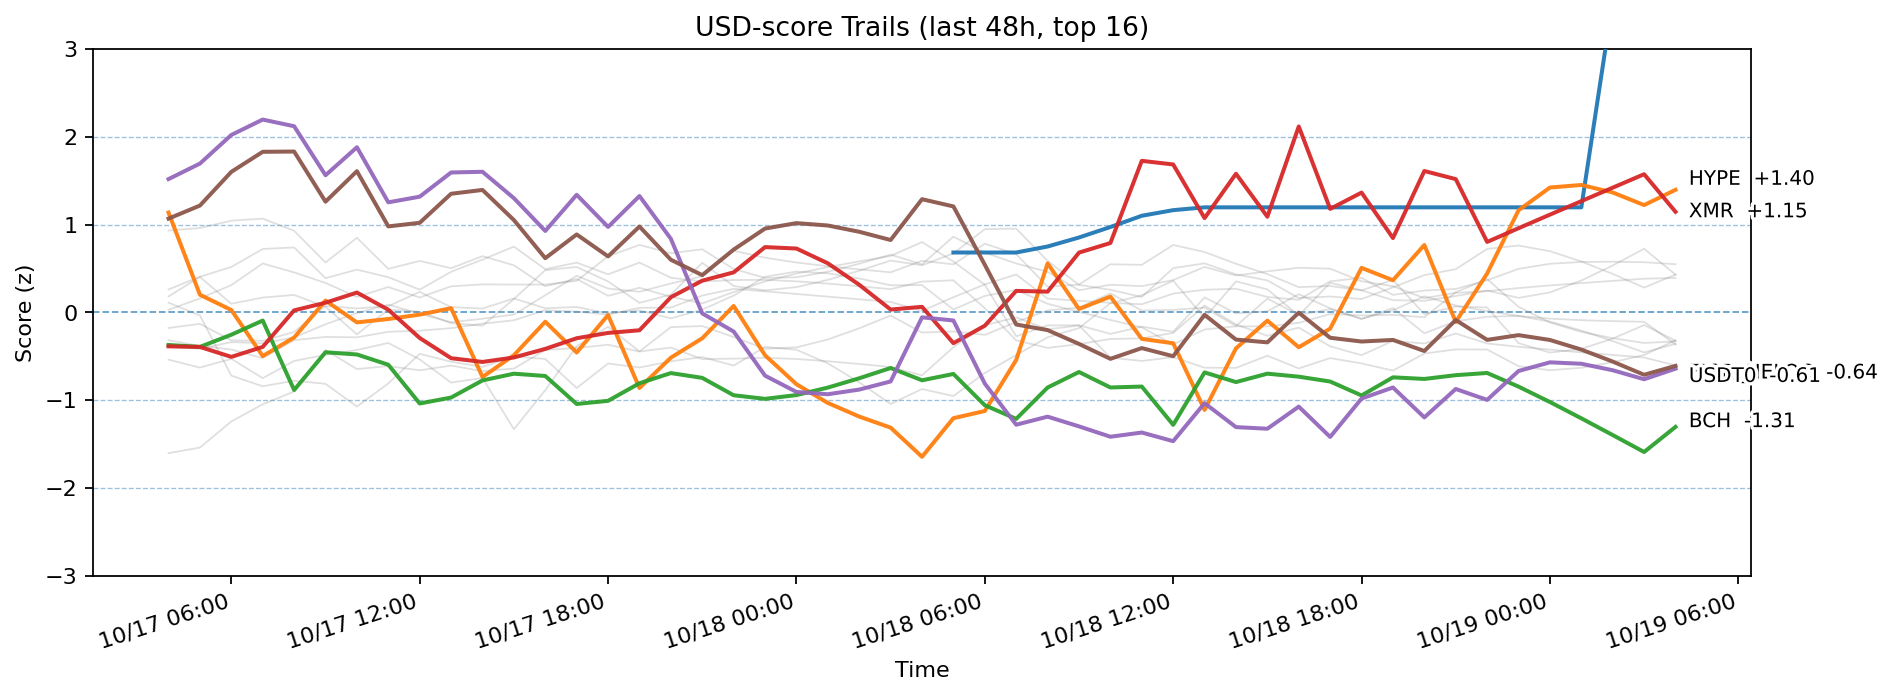 USD-score Trails (last 48h, top 16)
Score (z)
3
2
1
0
−1
−2
−3
HYPE +1.40
XMR +1.15
-0.64
USDT0 -0.61
BCH -1.31
10/17 06:00
10/17 12:00
10/17 18:00
10/18 00:00
10/18 06:00
10/18 12:00
10/18 18:00
10/19 00:00
10/19 06:00
Time